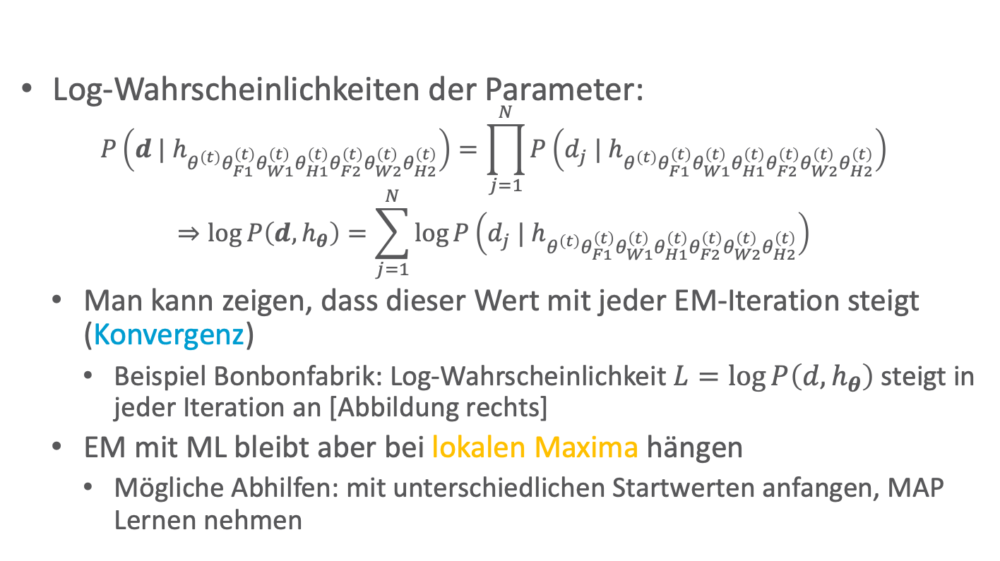 • Log-Wahrscheinlichkeiten der Parameter:
$P\left(\boldsymbol{d} \mid h_{\theta^{(t)}\theta_{F1}^{(t)}\theta_{W1}^{(t)}\theta_{H1}^{(t)}\theta_{F2}^{(t)}\theta_{W2}^{(t)}\theta_{H2}^{(t)}}\right) = \prod_{j=1}^{N} P\left(d_j \mid h_{\theta^{(t)}\theta_{F1}^{(t)}\theta_{W1}^{(t)}\theta_{H1}^{(t)}\theta_{F2}^{(t)}\theta_{W2}^{(t)}\theta_{H2}^{(t)}}\right)$
$\Rightarrow \log P(\boldsymbol{d}, h_{\boldsymbol{\theta}}) = \sum_{j=1}^{N} \log P\left(d_j \mid h_{\theta^{(t)}\theta_{F1}^{(t)}\theta_{W1}^{(t)}\theta_{H1}^{(t)}\theta_{F2}^{(t)}\theta_{W2}^{(t)}\theta_{H2}^{(t)}}\right)$
• Man kann zeigen, dass dieser Wert mit jeder EM-Iteration steigt
(Konvergenz)
• Beispiel Bonbonfabrik: Log-Wahrscheinlichkeit $L = \log P(d, h_{\boldsymbol{\theta}})$ steigt in
jeder Iteration an [Abbildung rechts]
• EM mit ML bleibt aber bei lokalen Maxima hängen
• Mögliche Abhilfen: mit unterschiedlichen Startwerten anfangen, MAP
Lernen nehmen